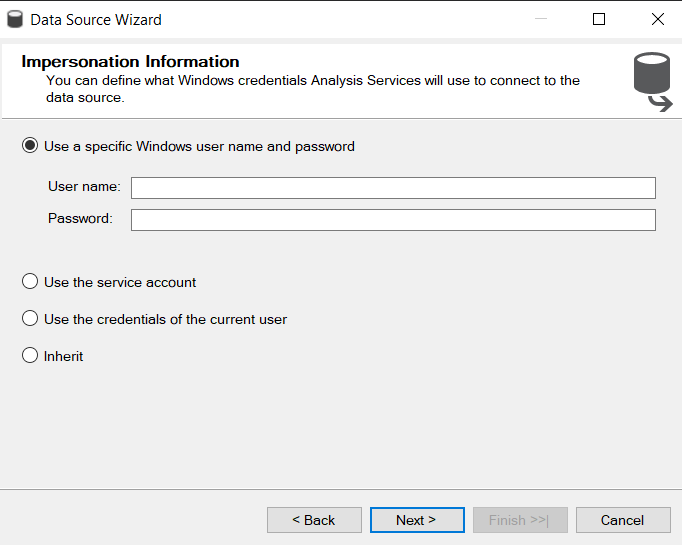 Data Source Wizard
Impersonation Information
You can define what Windows credentials Analysis Services will use to connect to the
data source.
Use a specific Windows user name and password
User name:
Password:
Use the service account
Use the credentials of the current user
Inherit
< Back
Next >
Finish >>|
Cancel